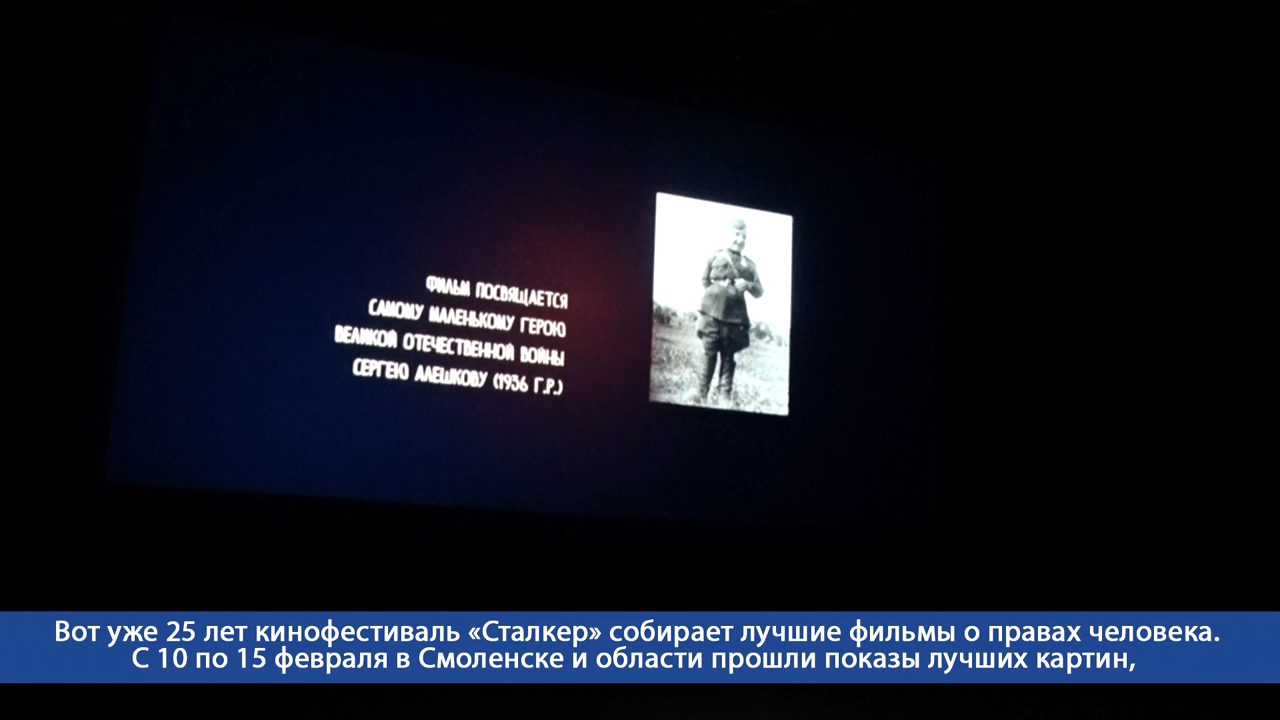 ФИЛЬМ ПОСВЯЩАЕТСЯ
САМОМУ МАЛЕНЬКОМУ ГЕРОЮ
ВЕЛИКОЙ ОТЕЧЕСТВЕННОЙ ВОЙНЫ
СЕРГЕЮ АЛЕШКОВУ (1936 Г.Р.)
Вот уже 25 лет кинофестиваль «Сталкер» собирает лучшие фильмы о правах человека.
С 10 по 15 февраля в Смоленске и области прошли показы лучших картин,